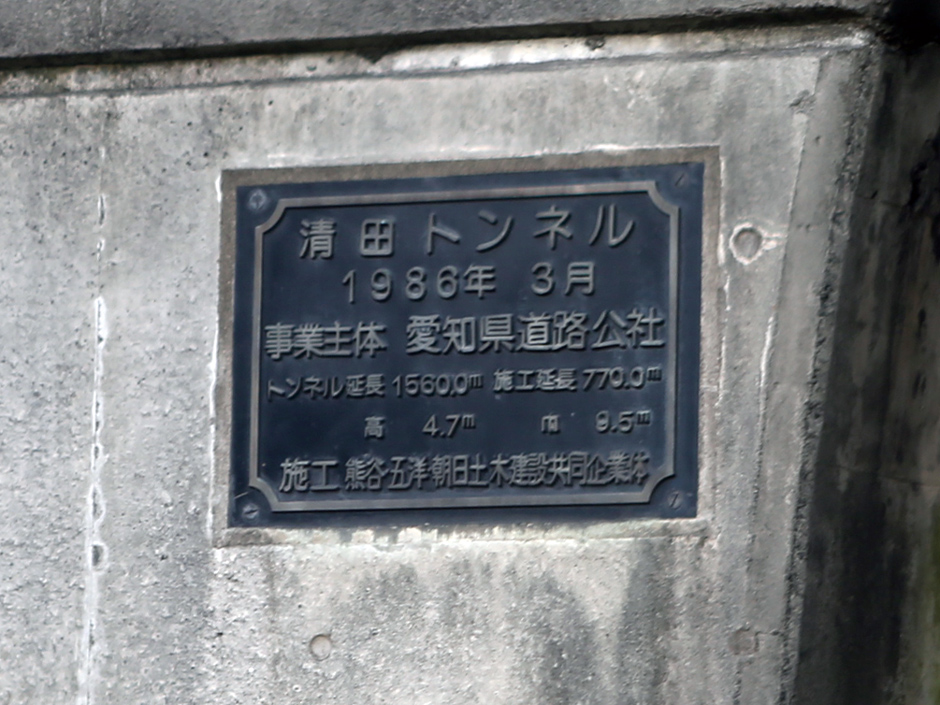 清田トンネル
1986年 3月
事業主体 愛知県道路公社
トンネル延長 1560.0m 施工延長 770.0m
高 4.7m 巾 9.5m
施工 熊谷・五洋・朝日土木建設共同企業体